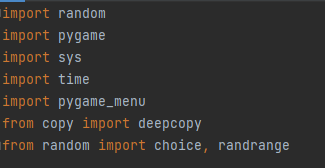 import random
import pygame
import sys
import time
import pygame_menu
from copy import deepcopy
from random import choice, randrange